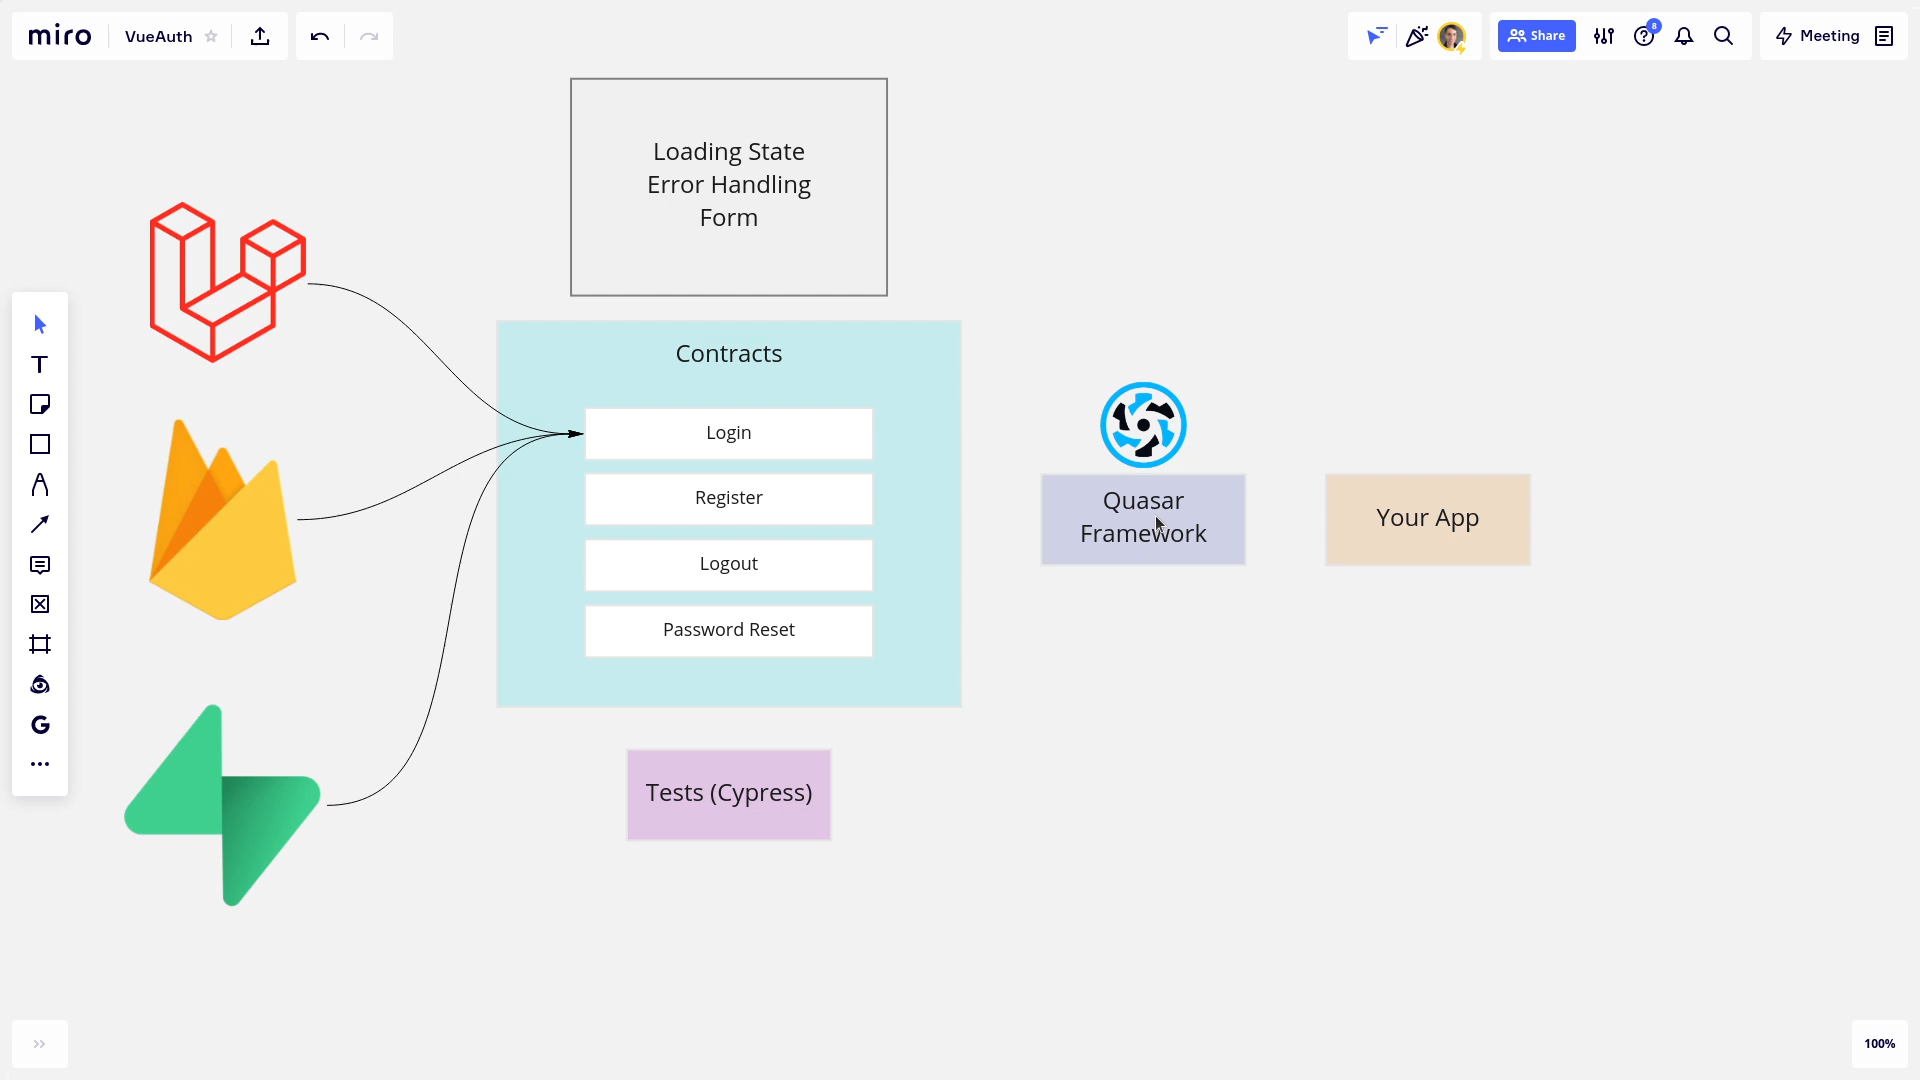 miro
VueAuth
8
Share
Meeting
Loading State
Error Handling
Form
Contracts
Login
Register
Logout
Password Reset
Quasar
Framework
Your App
Tests (Cypress)
100%